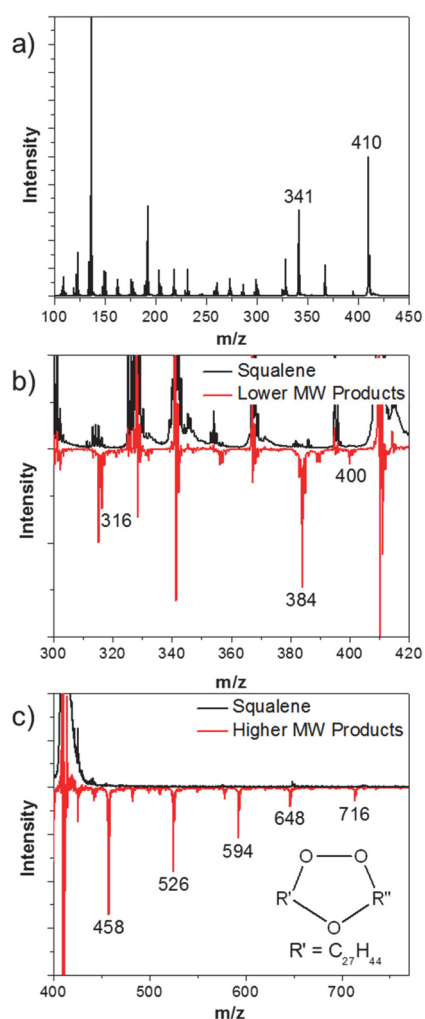 a)
Intensity
410
341
100 150 200 250 300 350 400 450
m/z
b)
Intensity
Squalene
Lower MW Products
316
400
384
300 320 340 360 380 400 420
m/z
c)
Intensity
Squalene
Higher MW Products
458
526
594
648
716
O O
R' R''
O
R' = C₂₇H₄₄
400 500 600 700
m/z